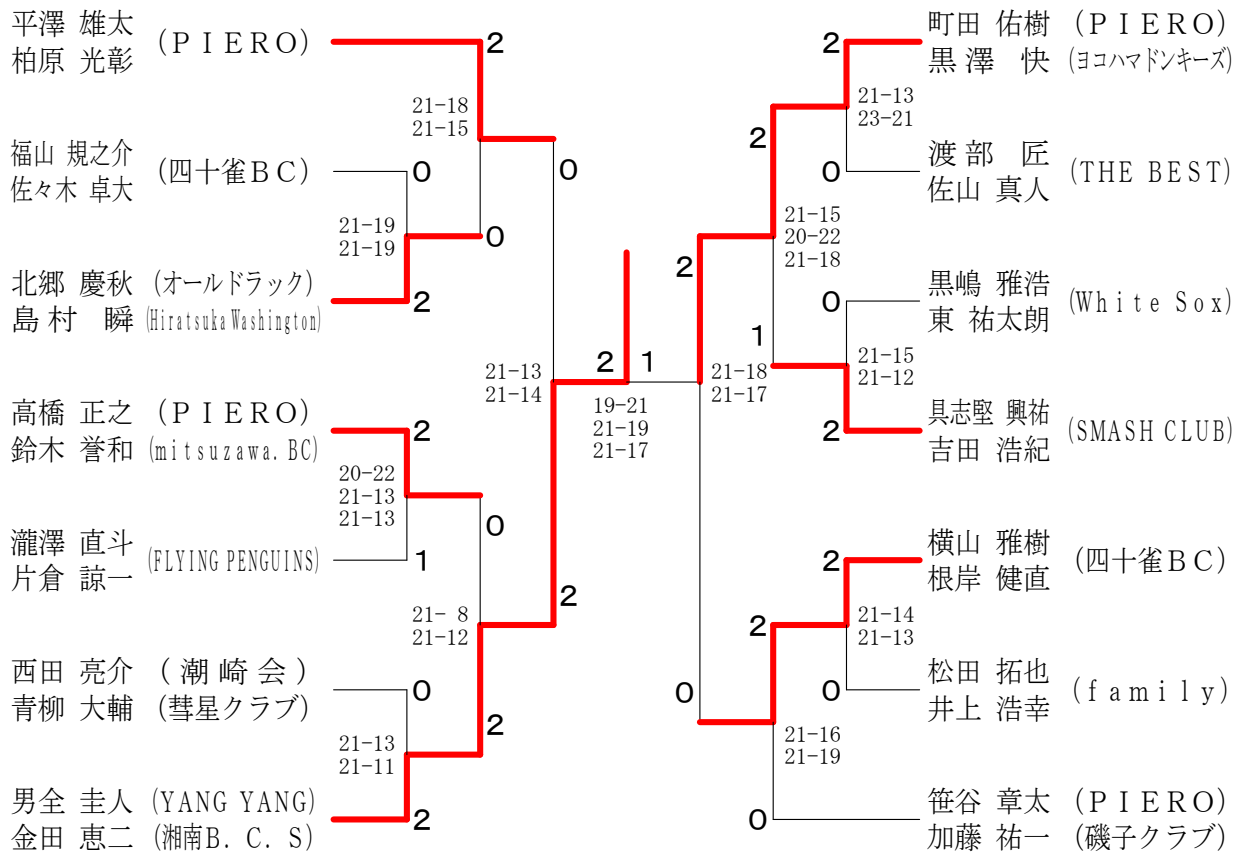 平澤 雄太
柏原 光彰
(PIERO)
2
21-18
21-15
福山 規之介
佐々木 卓大
(四十雀BC)
0
0
21-19
21-19
0
北郷 慶秋 (オールドラック)
島村 瞬 (Hiratsuka Washington)
2
21-13
21-14
高橋 正之 (PIERO)
鈴木 誉和 (mitsuzawa. BC)
2
20-22
21-13
21-13
0
瀧澤 直斗
片倉 諒一
(FLYING PENGUINS)
1
2
21- 8
21-12
西田 亮介 (潮崎会)
青柳 大輔 (彗星クラブ)
0
2
21-13
21-11
男全 圭人 (YANG YANG)
金田 恵二 (湘南B. C. S)
2
2 1
19-21
21-19
21-17
町田 佑樹 (PIERO)
黒澤 快 (ヨコハマドンキーズ)
2
21-13
23-21
2
渡部 匠
佐山 真人
(THE BEST)
0
21-15
20-22
21-18
2
黒嶋 雅浩
東 祐太朗
(White Sox)
0
1
21-15
21-12
21-18
21-17
具志堅 興祐
吉田 浩紀
(SMASH CLUB)
2
横山 雅樹
根岸 健直
(四十雀BC)
2
21-14
21-13
2
松田 拓也
井上 浩幸
(family)
0
0
21-16
21-19
笹谷 章太 (PIERO)
加藤 祐一 (磯子クラブ)
0